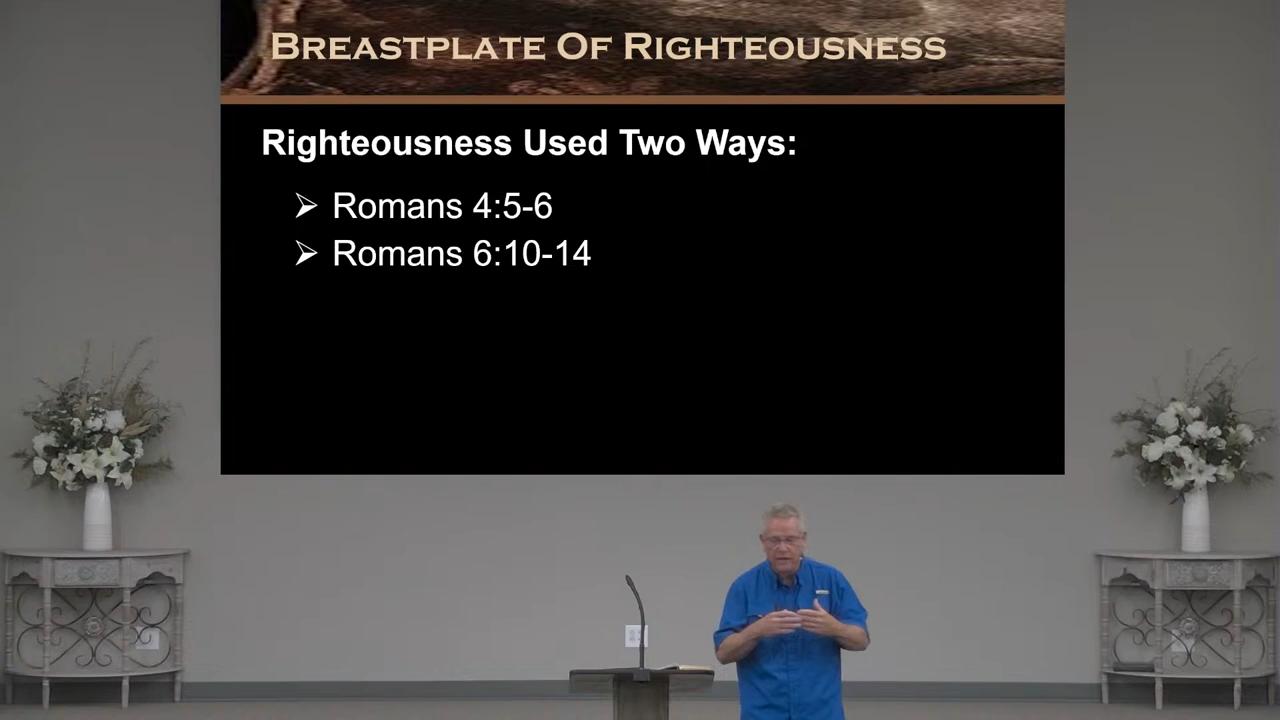 BREASTPLATE OF RIGHTEOUSNESS
Righteousness Used Two Ways:
Romans 4:5-6
Romans 6:10-14